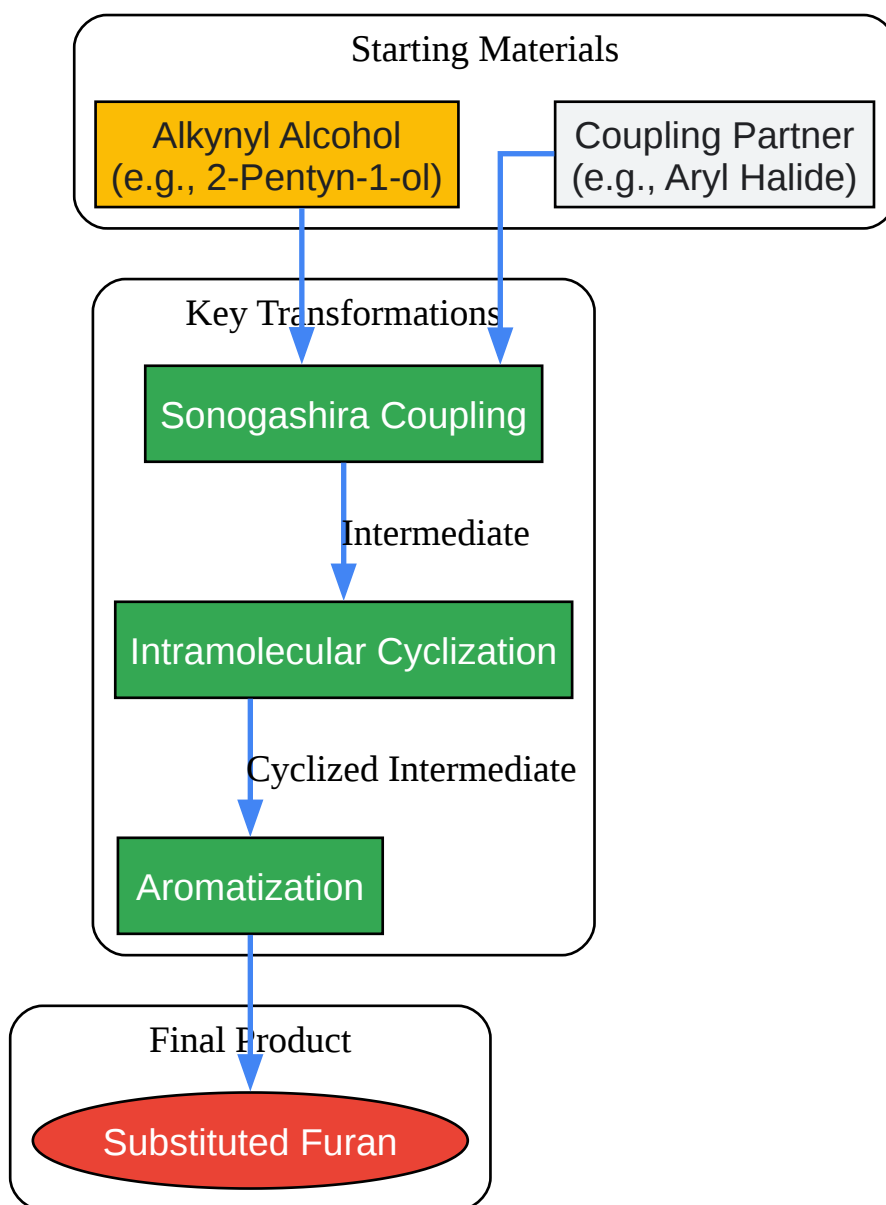 Starting Materials
Alkynyl Alcohol
(e.g., 2-Pentyn-1-ol)
Coupling Partner
(e.g., Aryl Halide)
Key Transformations
Sonogashira Coupling
Intermediate
Intramolecular Cyclization
Cyclized Intermediate
Aromatization
Final Product
Substituted Furan